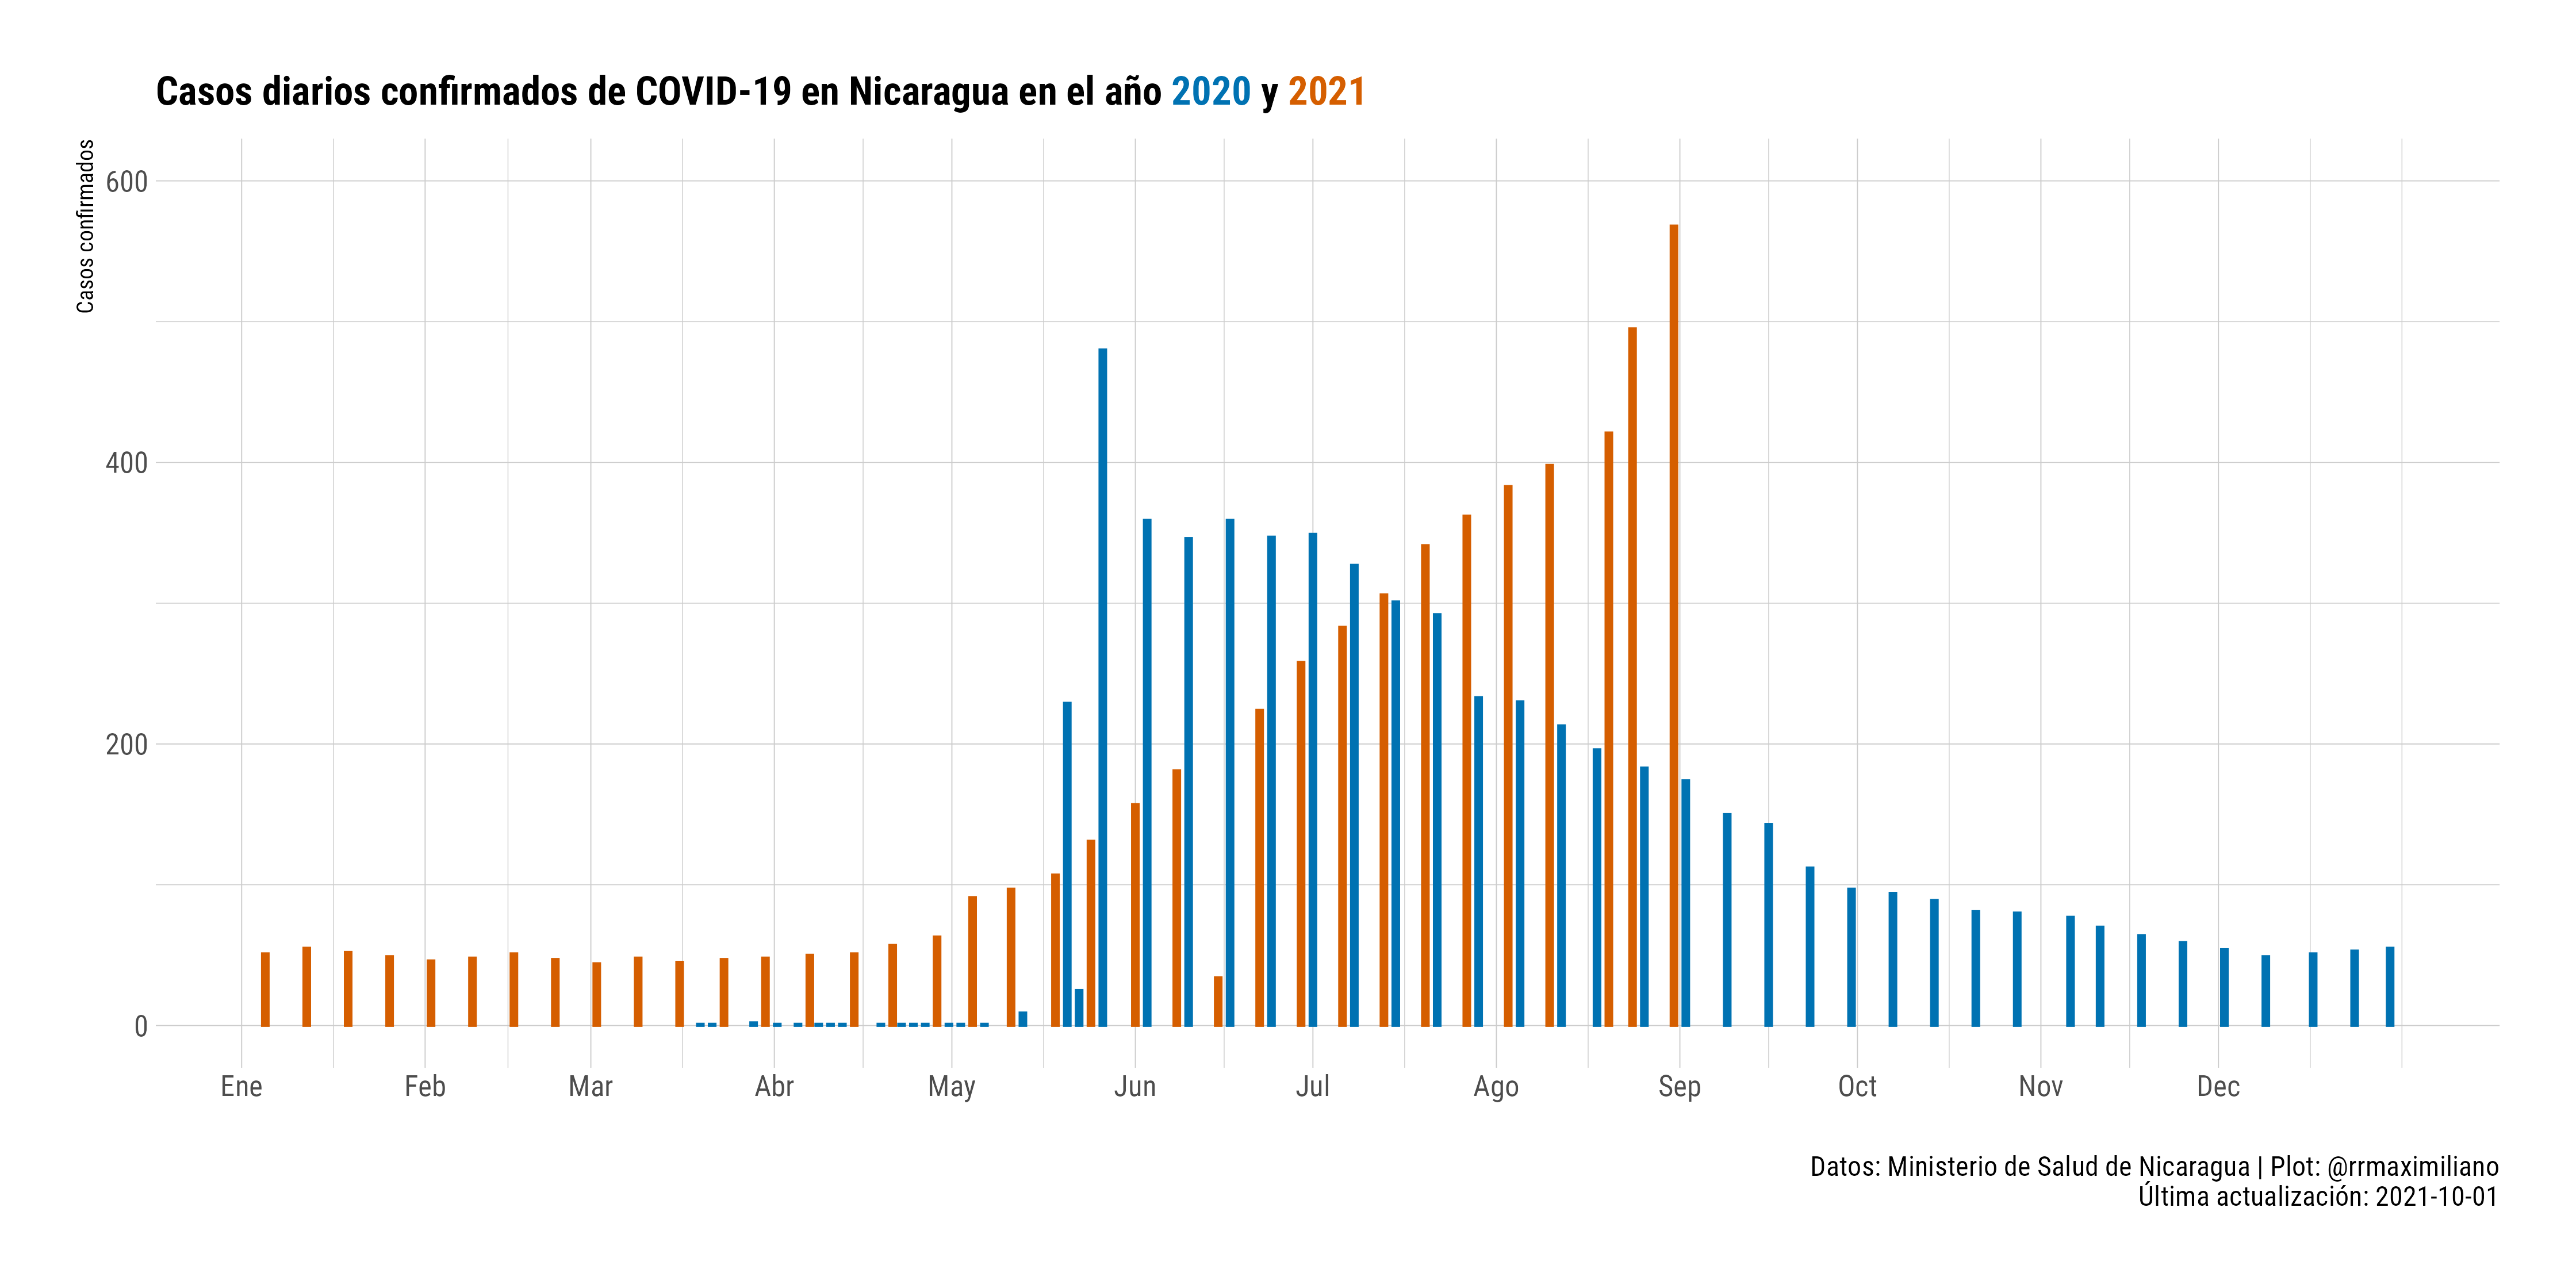 Casos diarios confirmados de COVID-19 en Nicaragua en el año 2020 y 2021
Casos confirmados
600
400
200
0
Ene Feb Mar Abr May Jun Jul Ago Sep Oct Nov Dec
Datos: Ministerio de Salud de Nicaragua | Plot: @rrmaximiliano
Última actualización: 2021-10-01